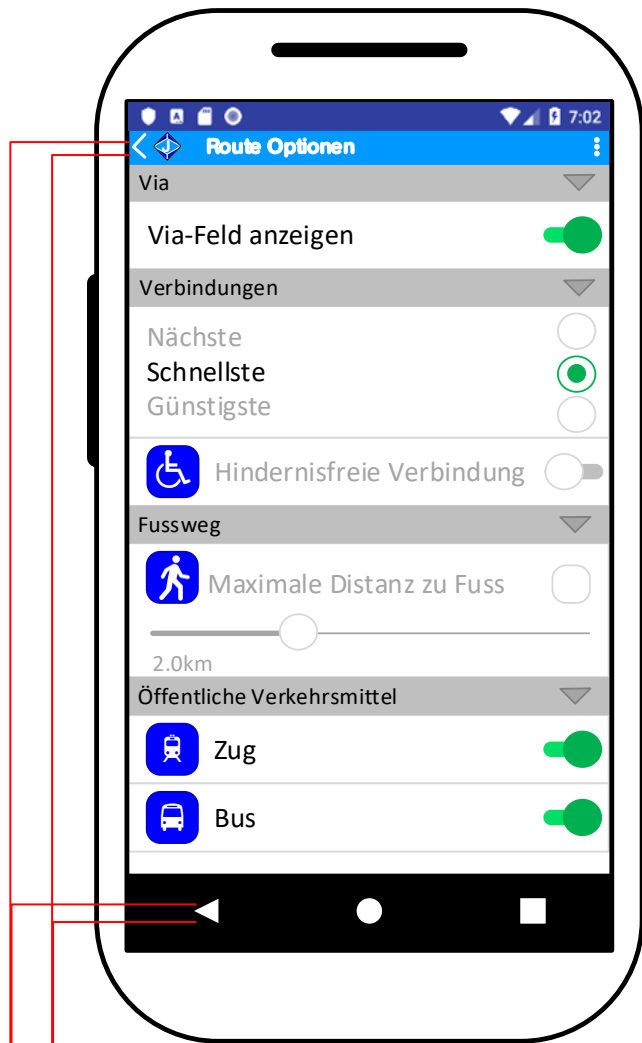 7:02
Route Optionen
Via
Via-Feld anzeigen
Verbindungen
Nächste
Schnellste
Günstigste
Hindernisfreie Verbindung
Fussweg
Maximale Distanz zu Fuss
2.0km
Öffentliche Verkehrsmittel
Zug
Bus